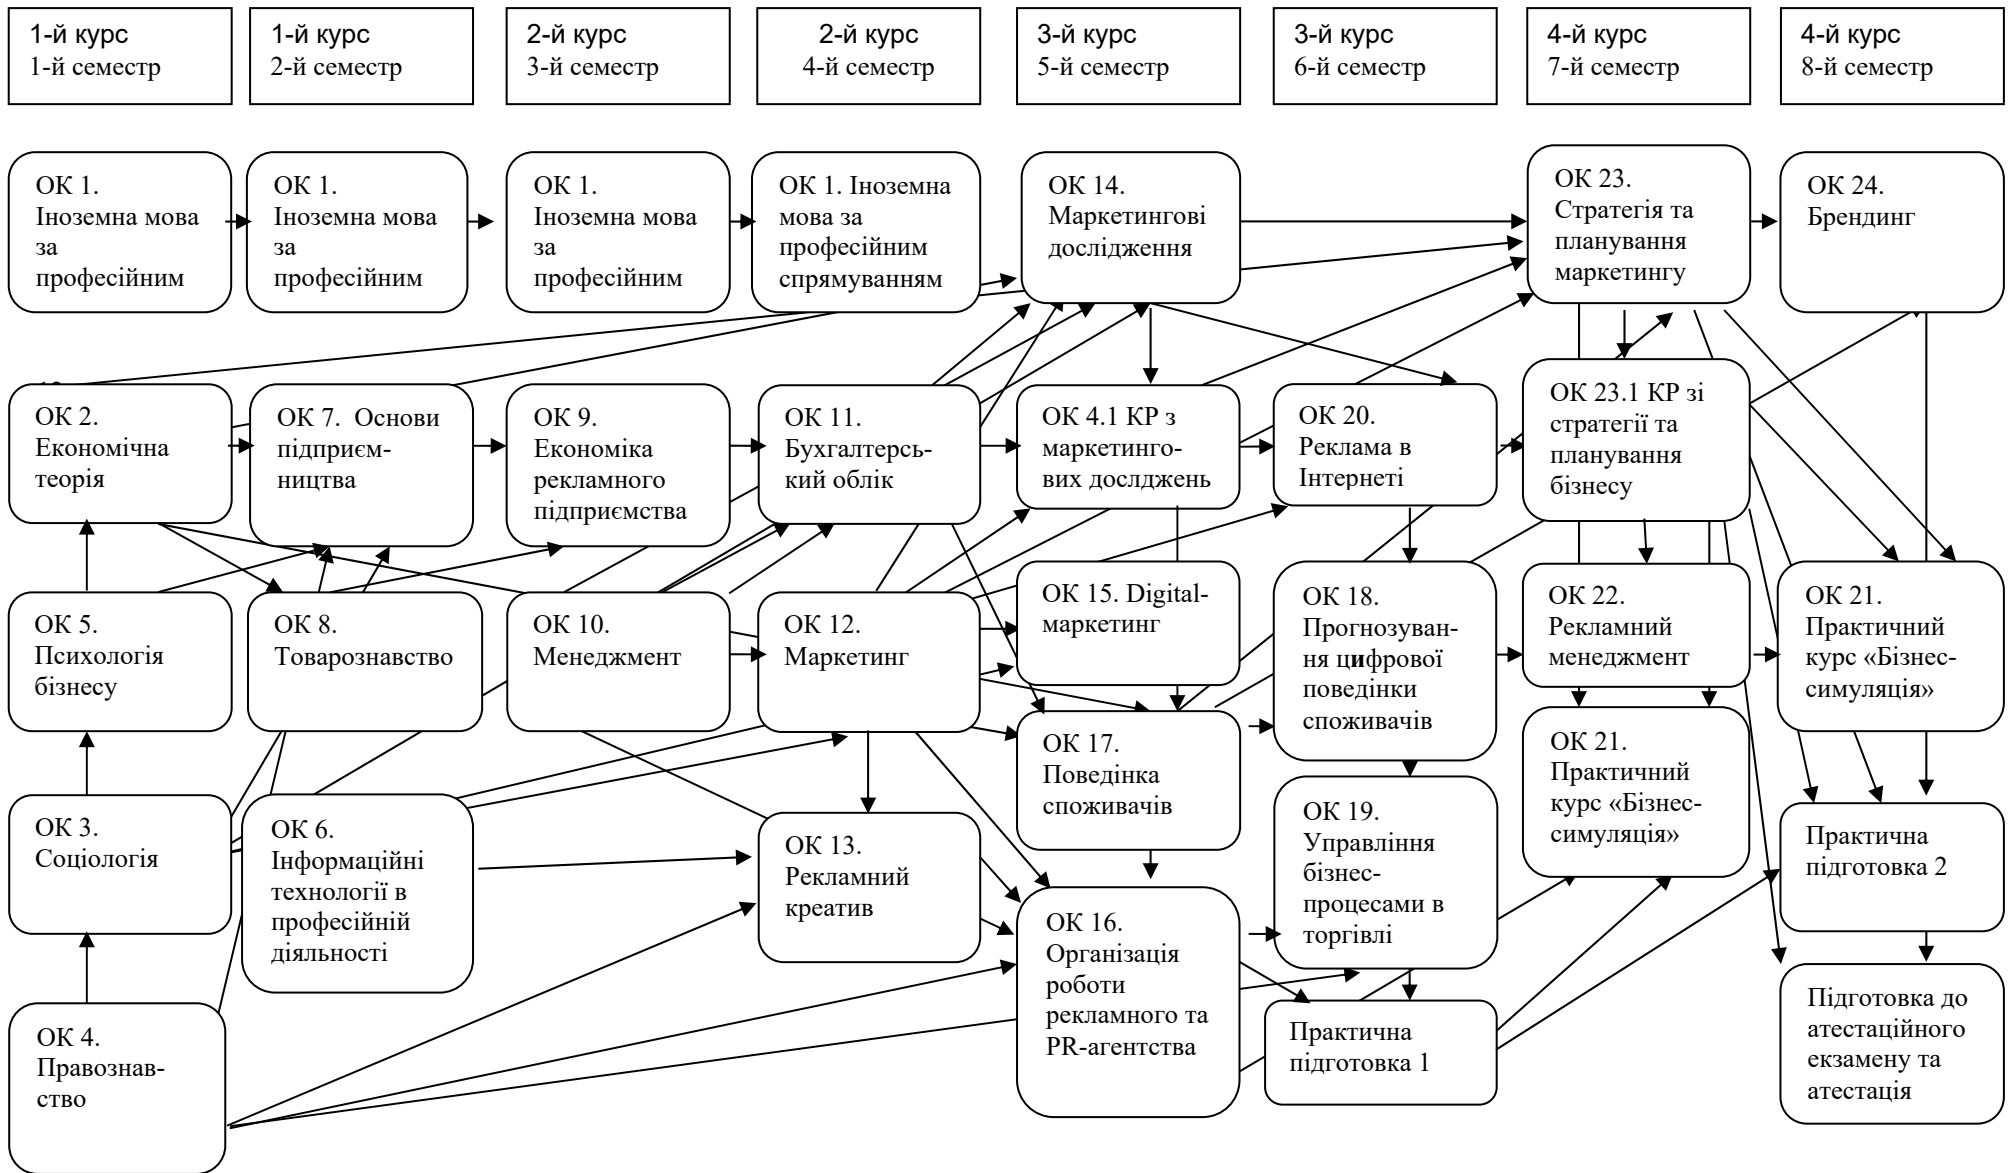 1-й курс
1-й семестр
1-й курс
2-й семестр
2-й курс
3-й семестр
2-й курс
4-й семестр
3-й курс
5-й семестр
3-й курс
6-й семестр
4-й курс
7-й семестр
4-й курс
8-й семестр
ОК 1.
Іноземна мова
за
професійним
ОК 1.
Іноземна мова
за
професійним
ОК 1.
Іноземна мова
за
професійним
ОК 1. Іноземна
мова за
професійним
спрямуванням
ОК 14.
Маркетингові
дослідження
ОК 23.
Стратегія та
планування
маркетингу
ОК 24.
Брендинг
ОК 2.
Економічна
теорія
ОК 7. Основи
підприєм-
ництва
ОК 9.
Економіка
рекламного
підприємства
ОК 11.
Бухгалтерсь-
кий облік
ОК 4.1 КР з
маркетинго-
вих дослджень
ОК 20.
Реклама в
Інтернеті
ОК 23.1 КР зі
стратегії та
планування
бізнесу
ОК 5.
Психологія
бізнесу
ОК 8.
Товарознавство
ОК 10.
Менеджмент
ОК 12.
Маркетинг
ОК 15. Digital-
маркетинг
ОК 18.
Прогнозуван-
ня цифрової
поведінки
споживачів
ОК 22.
Рекламний
менеджмент
ОК 21.
Практичний
курс «Бізнес-
симуляція»
ОК 3.
Соціологія
ОК 6.
Інформаційні
технології в
професійній
діяльності
ОК 13.
Рекламний
креатив
ОК 17.
Поведінка
споживачів
ОК 19.
Управління
бізнес-
процесами в
торгівлі
ОК 21.
Практичний
курс «Бізнес-
симуляція»
Практична
підготовка 2
ОК 4.
Правознав-
ство
ОК 16.
Організація
роботи
рекламного та
PR-агентства
Практична
підготовка 1
Підготовка до
атестаційного
екзамену та
атестація